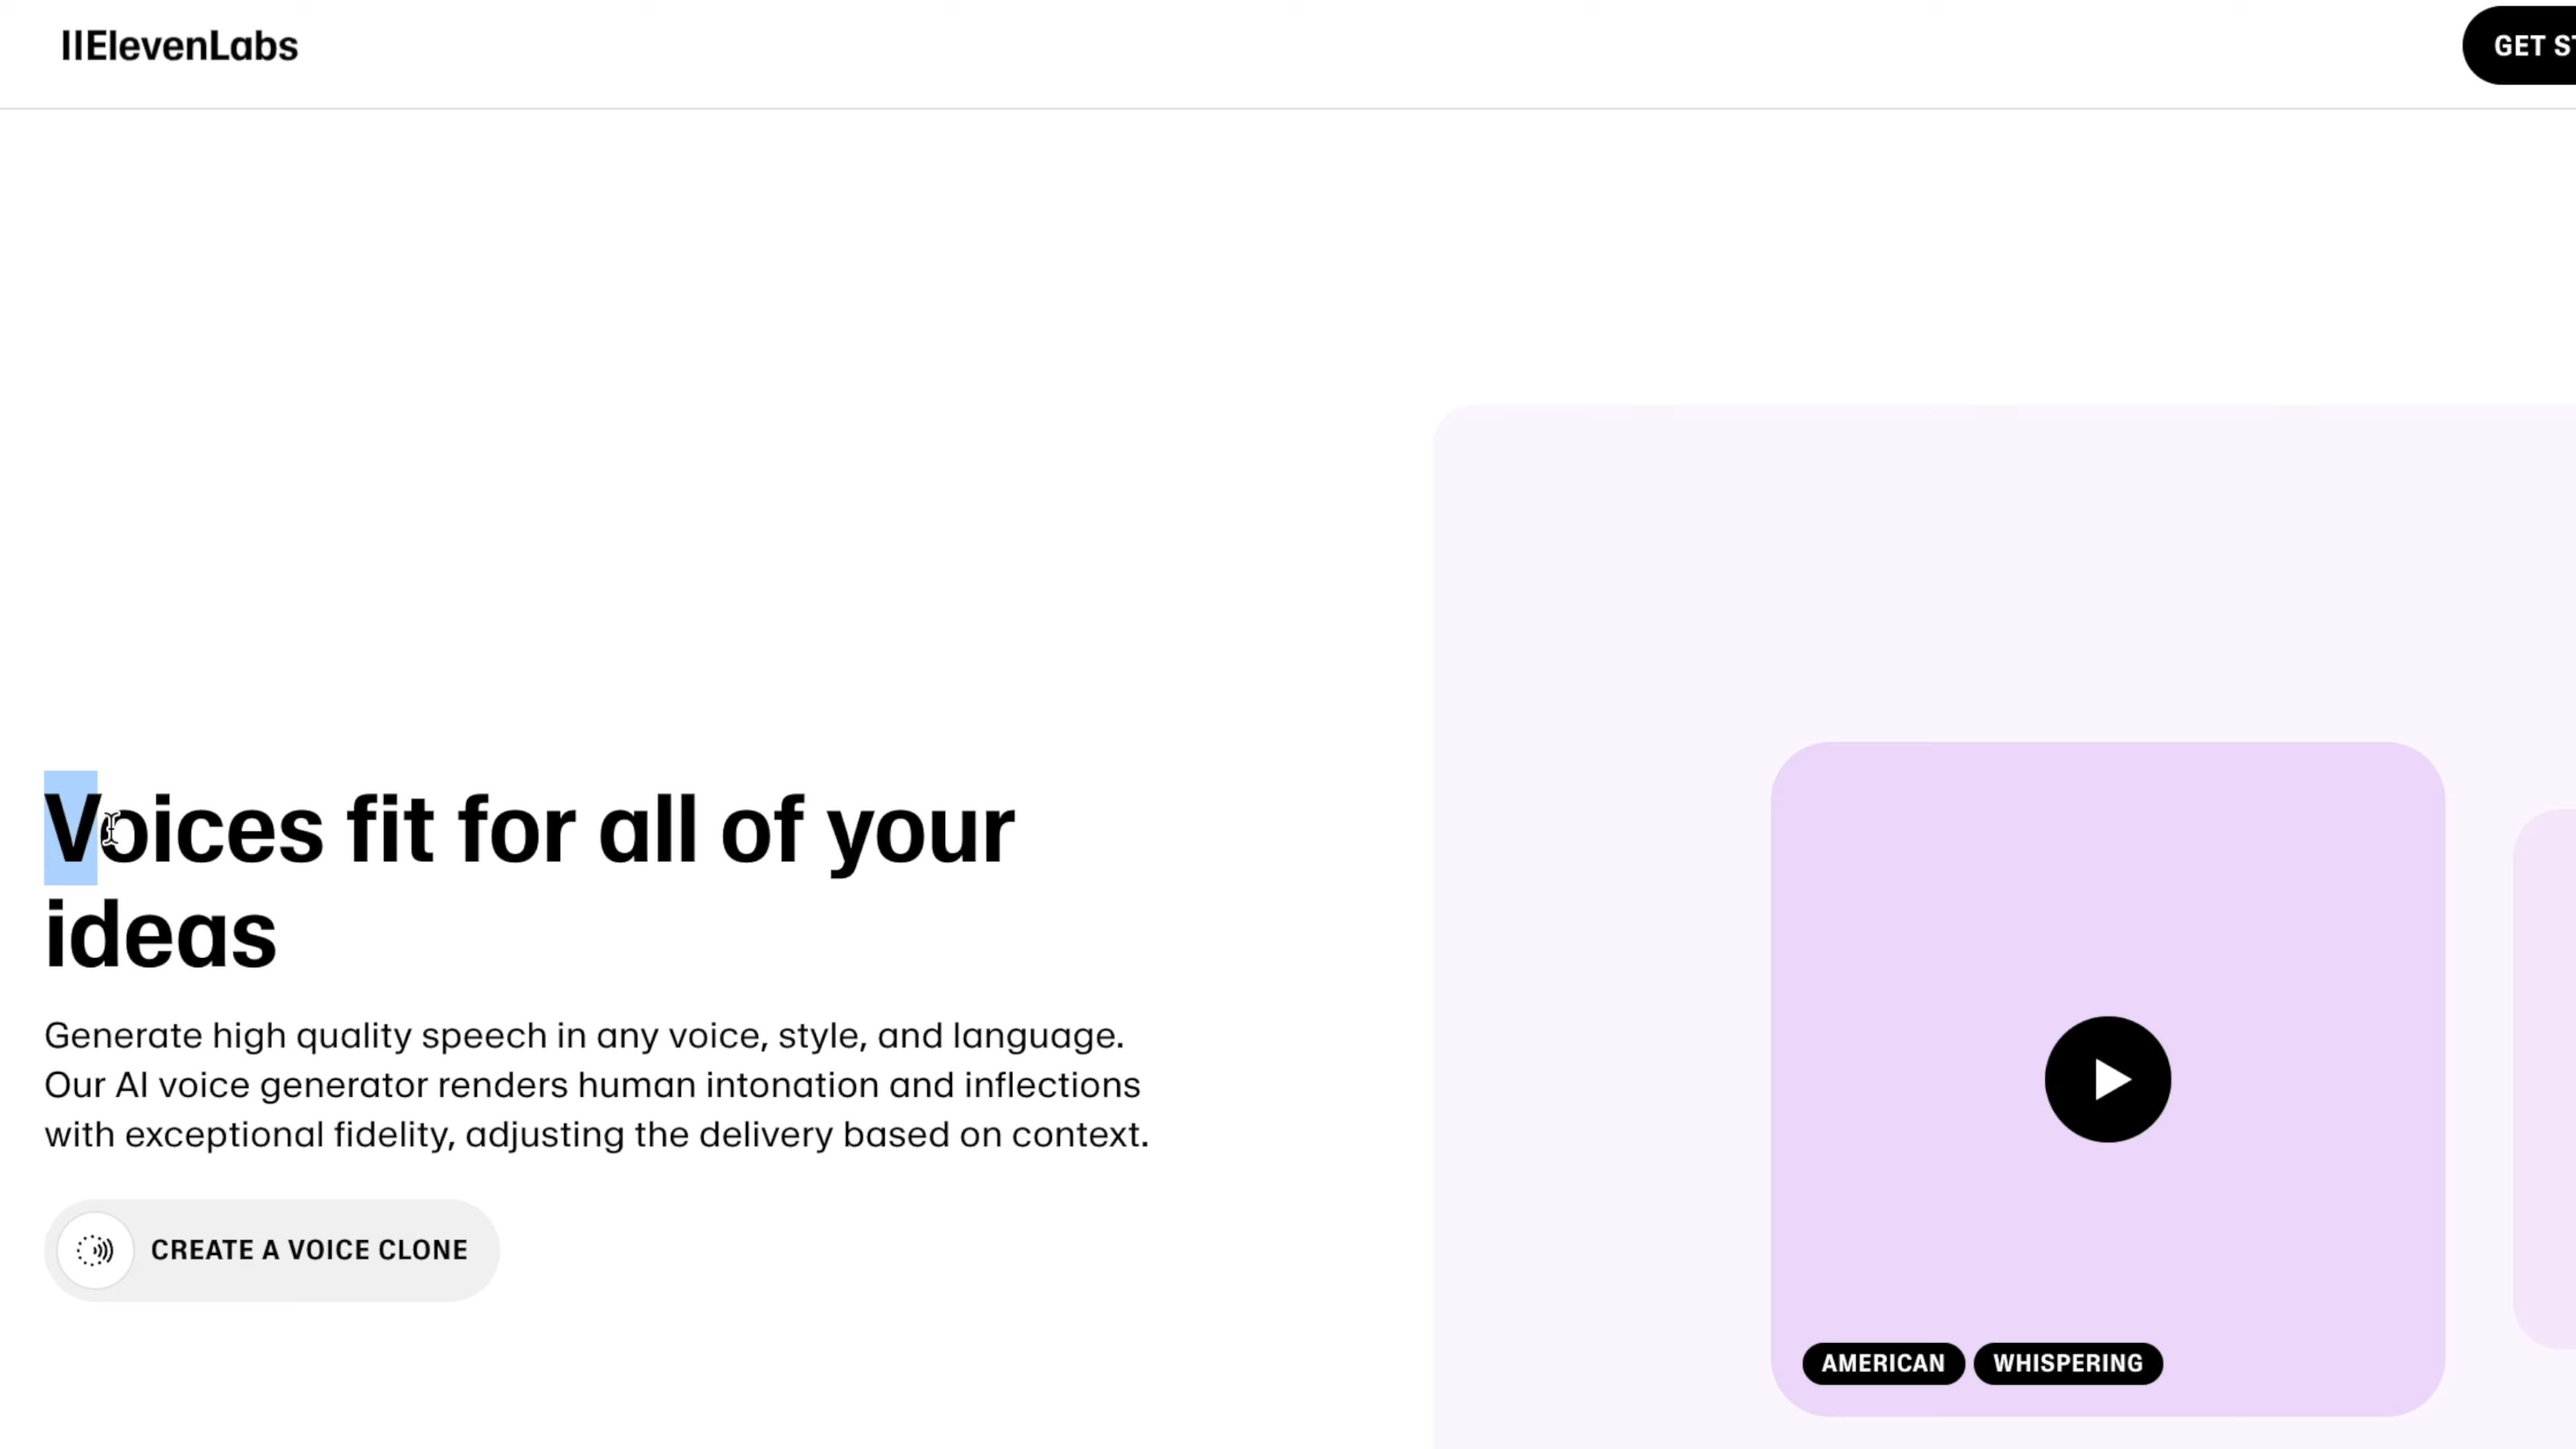 IIElevenLabs
GET ST
Voices fit for all of your
ideas
Generate high quality speech in any voice, style, and language.
Our AI voice generator renders human intonation and inflections
with exceptional fidelity, adjusting the delivery based on context.
CREATE A VOICE CLONE
AMERICAN WHISPERING